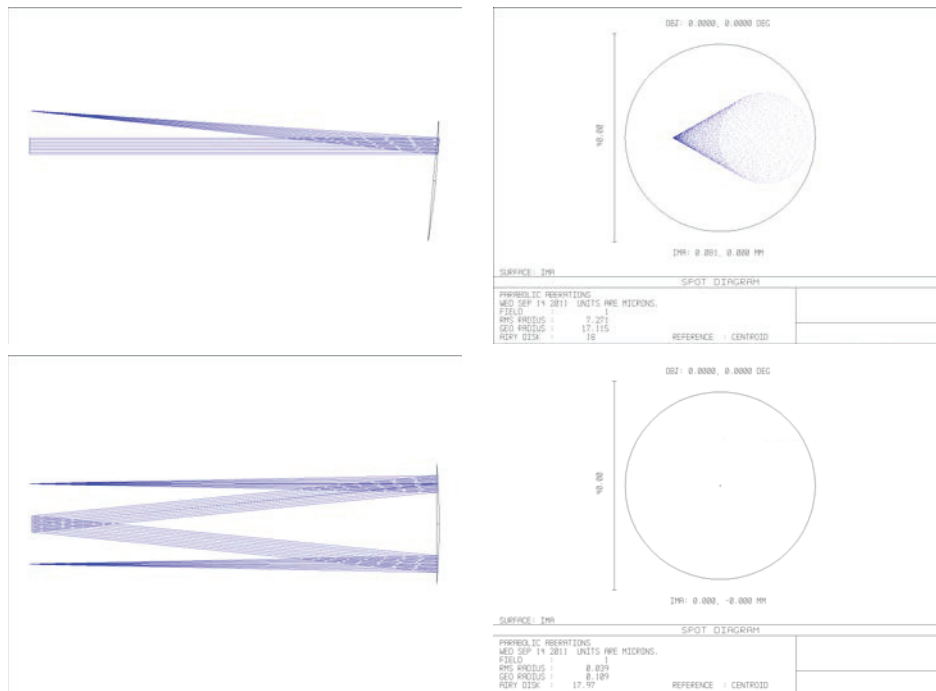 OBJ: 0.0000, 0.0000 DEG
40.00
IMA: 0.081, 0.000 MM
SURFACE: IMA
SPOT DIAGRAM
PARABOLIC ABERATIONS
WED SEP 14 2011 UNITS ARE MICRONS.
FIELD : 1
RMS RADIUS : 7.271
GEO RADIUS : 17.115
AIRY DISK : 18
REFERENCE : CENTROID
OBJ: 0.0000, 0.0000 DEG
40.00
IMA: 0.000, -0.000 MM
SURFACE: IMA
SPOT DIAGRAM
PARABOLIC ABERATIONS
WED SEP 14 2011 UNITS ARE MICRONS.
FIELD : 1
RMS RADIUS : 0.039
GEO RADIUS : 0.109
AIRY DISK : 17.97
REFERENCE : CENTROID